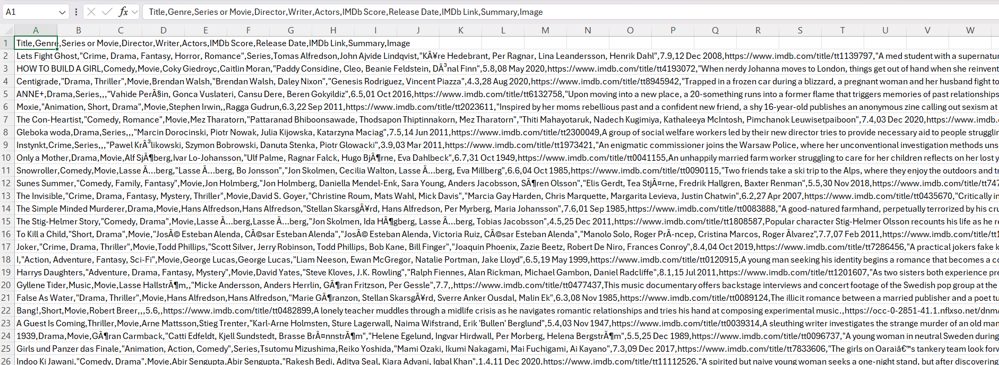 A1 fx Title,Genre,Series or Movie,Director,Writer,Actors,IMDb Score,Release Date,IMDb Link,Summary,Image
A B C D E F G H I J K L M N O P Q R S T U V W
1 Title,Genre,Series or Movie,Director,Writer,Actors,IMDb Score,Release Date,IMDb Link,Summary,Image
2 Lets Fight Ghost,"Crime, Drama, Fantasy, Horror, Romance",Series,Tomas Alfredson,John Ajvide Lindqvist,"KÃ¥re Hedebrant, Per Ragnar, Lina Leandersson, Henrik Dahl",7.9,12 Dec 2008,https://www.imdb.com/title/tt1139797,"A med student with a supernatur
3 HOW TO BUILD A GIRL,Comedy,Movie,Coky Giedroyc,Caitlin Moran,"Paddy Considine, Cleo, Beanie Feldstein, DÃ³nal Finn",5.8,08 May 2020,https://www.imdb.com/title/tt4193072,"When nerdy Johanna moves to London, things get out of hand when she reinvent
4 Centigrade,"Drama, Thriller",Movie,Brendan Walsh,"Brendan Walsh, Daley Nixon","Genesis Rodriguez, Vincent Piazza",4.3,28 Aug 2020,https://www.imdb.com/title/tt8945942,"Trapped in a frozen car during a blizzard, a pregnant woman and her husband fight to
5 ANNE+,Drama,Series,,,"Vahide PerÃ§in, Gonca Vuslateri, Cansu Dere, Beren Gokyildiz",6.5,01 Oct 2016,https://www.imdb.com/title/tt6132758,"Upon moving into a new place, a 20-something runs into a former flame that triggers memories of past relationships
6 Moxie,"Animation, Short, Drama",Movie,Stephen Irwin,,Ragga Gudrun,6.3,22 Sep 2011,https://www.imdb.com/title/tt2023611,"Inspired by her moms rebellious past and a confident new friend, a shy 16-year-old publishes an anonymous zine calling out sexism at
7 The Con-Heartist,"Comedy, Romance",Movie,Mez Tharatorn,"Pattaranad Bhiboonsawade, Thodsapon Thiptinnakorn, Mez Tharatorn","Thiti Mahayotaruk, Nadech Kugimiya, Kathaleeya McIntosh, Pimchanok Leuwisetpaiboon",7.4,03 Dec 2020,https://www.imdb.
8 Gleboka woda,Drama,Series,,,"Marcin Dorocinski, Piotr Nowak, Julia Kijowska, Katarzyna Maciag",7.5,14 Jun 2011,https://www.imdb.com/title/tt2300049,A group of social welfare workers led by their new director tries to provide necessary aid to people strugglin
9 Instynkt,Crime,Series,,,"Pawel KrÃ³likowski, Szymon Bobrowski, Danuta Stenka, Piotr Glowacki",3.9,03 Mar 2011,https://www.imdb.com/title/tt1973421,"An enigmatic commissioner joins the Warsaw Police, where her unconventional investigation methods uns
10 Only a Mother,Drama,Movie,Alf SjÃ¶berg,Ivar Lo-Johansson,"Ulf Palme, Ragnar Falck, Hugo BjÃ¶rne, Eva Dahlbeck",6.7,31 Oct 1949,https://www.imdb.com/title/tt0041155,An unhappily married farm worker struggling to care for her children reflects on her lost y
11 Snowroller,Comedy,Movie,Lasse Ã…berg,"Lasse Ã…berg, Bo Jonsson","Jon Skolmen, Cecilia Walton, Lasse Ã…berg, Eva Millberg",6.6,04 Oct 1985,https://www.imdb.com/title/tt0090115,"Two friends take a ski trip to the Alps, where they enjoy the outdoors and tr
12 Sunes Summer,"Comedy, Family, Fantasy",Movie,Jon Holmberg,"Jon Holmberg, Daniella Mendel-Enk, Sara Young, Anders Jacobsson, SÃ¶ren Olsson","Elis Gerdt, Tea StjÃ¤rne, Fredrik Hallgren, Baxter Renman",5.5,30 Nov 2018,https://www.imdb.com/title/tt747
13 The Invisible,"Crime, Drama, Fantasy, Mystery, Thriller",Movie,David S. Goyer,"Christine Roum, Mats Wahl, Mick Davis","Marcia Gay Harden, Chris Marquette, Margarita Levieva, Justin Chatwin",6.2,27 Apr 2007,https://www.imdb.com/title/tt0435670,"Critically in
14 The Simple Minded Murderer,Drama,Movie,Hans Alfredson,Hans Alfredson,"Stellan SkarsgÃ¥rd, Hans Alfredson, Per Myrberg, Maria Johansson",7.6,01 Sep 1985,https://www.imdb.com/title/tt0083888,"A good-natured farmhand, perpetually terrorized by his cru
15 The Stig-Helmer Story,"Comedy, Drama",Movie,Lasse Ã…berg,Lasse Ã…berg,"Jon Skolmen, Ida HÃ¶gberg, Lasse Ã…berg, Tobias Jacobsson",4.5,25 Dec 2011,https://www.imdb.com/title/tt1808587,Popular character Stig-Helmer Olsson recounts his life as he re
16 To Kill a Child,"Short, Drama",Movie,"JosÃ© Esteban Alenda, CÃ©sar Esteban Alenda","JosÃ© Esteban Alenda, Victoria Ruiz, CÃ©sar Esteban Alenda","Manolo Solo, Roger PrÃ­ncep, Cristina Marcos, Roger Ãlvarez",7.7,07 Feb 2011,https://www.imdb.com/title/tt1
17 Joker,"Crime, Drama, Thriller",Movie,Todd Phillips,"Scott Silver, Jerry Robinson, Todd Phillips, Bob Kane, Bill Finger","Joaquin Phoenix, Zazie Beetz, Robert De Niro, Frances Conroy",8.4,04 Oct 2019,https://www.imdb.com/title/tt7286456,"A practical jokers fake k
18 I,"Action, Adventure, Fantasy, Sci-Fi",Movie,George Lucas,George Lucas,"Liam Neeson, Ewan McGregor, Natalie Portman, Jake Lloyd",6.5,19 May 1999,https://www.imdb.com/title/tt0120915,A young man seeking his identity begins a romance that becomes a co
19 Harrys Daughters,"Adventure, Drama, Fantasy, Mystery",Movie,David Yates,"Steve Kloves, J.K. Rowling","Ralph Fiennes, Alan Rickman, Michael Gambon, Daniel Radcliffe",8.1,15 Jul 2011,https://www.imdb.com/title/tt1201607,"As two sisters both experience pre
20 Gyllene Tider,Music,Movie,Lasse HallstrÃ¶m,,"Micke Andersson, Anders Herrlin, GÃ¶ran Fritzson, Per Gessle",7.7,,https://www.imdb.com/title/tt0477437,This music documentary offers backstage interviews and concert footage of the Swedish pop group at the
21 False As Water,"Drama, Thriller",Movie,Hans Alfredson,Hans Alfredson,"Marie GÃ¶ranzon, Stellan SkarsgÃ¥rd, Sverre Anker Ousdal, Malin Ek",6.3,08 Nov 1985,https://www.imdb.com/title/tt0089124,The illicit romance between a married publisher and a poet tu
22 Bang!,Short,Movie,Robert Breer,,,5.6,,https://www.imdb.com/title/tt0482899,A lonely teacher muddles through a midlife crisis as he navigates romantic relationships and tries his hand at composing experimental music.,https://occ-0-2851-41.1.nflxso.net/dnm/
23 A Guest Is Coming,Thriller,Movie,Arne Mattsson,Stieg Trenter,"Karl-Arne Holmsten, Sture Lagerwall, Naima Wifstrand, Erik 'Bullen' Berglund",5.4,03 Nov 1947,https://www.imdb.com/title/tt0039314,A sleuthing writer investigates the strange murder of an old man
24 1939,Drama,Movie,GÃ¶ran Carmback,"Catti Edfeldt, Kjell Sundstedt, Brasse BrÃ¤nnstrÃ¶m","Helene Egelund, Ingvar Hirdwall, Per Morberg, Helena BergstrÃ¶m",5.5,25 Dec 1989,https://www.imdb.com/title/tt0096737,"A young woman in neutral Sweden during
25 Girls und Panzer das Finale,"Animation, Action, Comedy",Series,Tsutomu Mizushima,Reiko Yoshida,"Mami Ozaki, Ikumi Nakagami, Mai Fuchigami, Ai Kayano",7.3,09 Dec 2017,https://www.imdb.com/title/tt7833606,"The girls on Oaraiâ€™s tankery team look forw
26 Indoo Ki Jawani,"Comedy, Drama",Movie,Abir Sengupta,Abir Sengupta,"Rakesh Bedi, Aditya Seal, Kiara Advani, Iqbal Khan",1.4,11 Dec 2020,https://www.imdb.com/title/tt11112526,"A spirited but naive young woman seeks a one-night stand, but after discovering